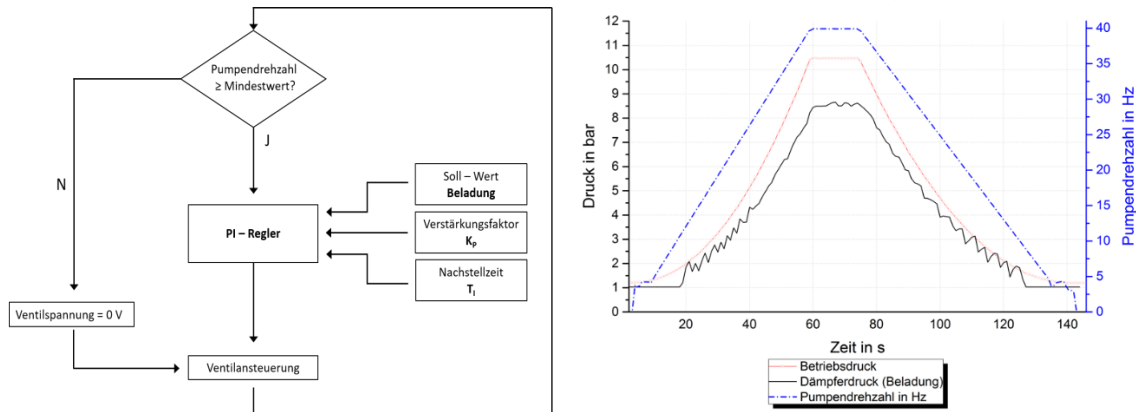 Pumpendrehzahl
≥ Mindestwert?
J
N
Soll – Wert
Beladung
PI – Regler
Verstärkungsfaktor
KP
Nachstellzeit
TI
Ventilspannung = 0 V
Ventilansteuerung
12
11
10
9
8
7
6
5
4
3
2
1
0
Druck in bar
40
35
30
25
20
15
10
5
0
Pumpendrehzahl in Hz
20
40
60
80
100
120
140
Zeit in s
Betriebsdruck
Dämpferdruck (Beladung)
Pumpendrehzahl in Hz